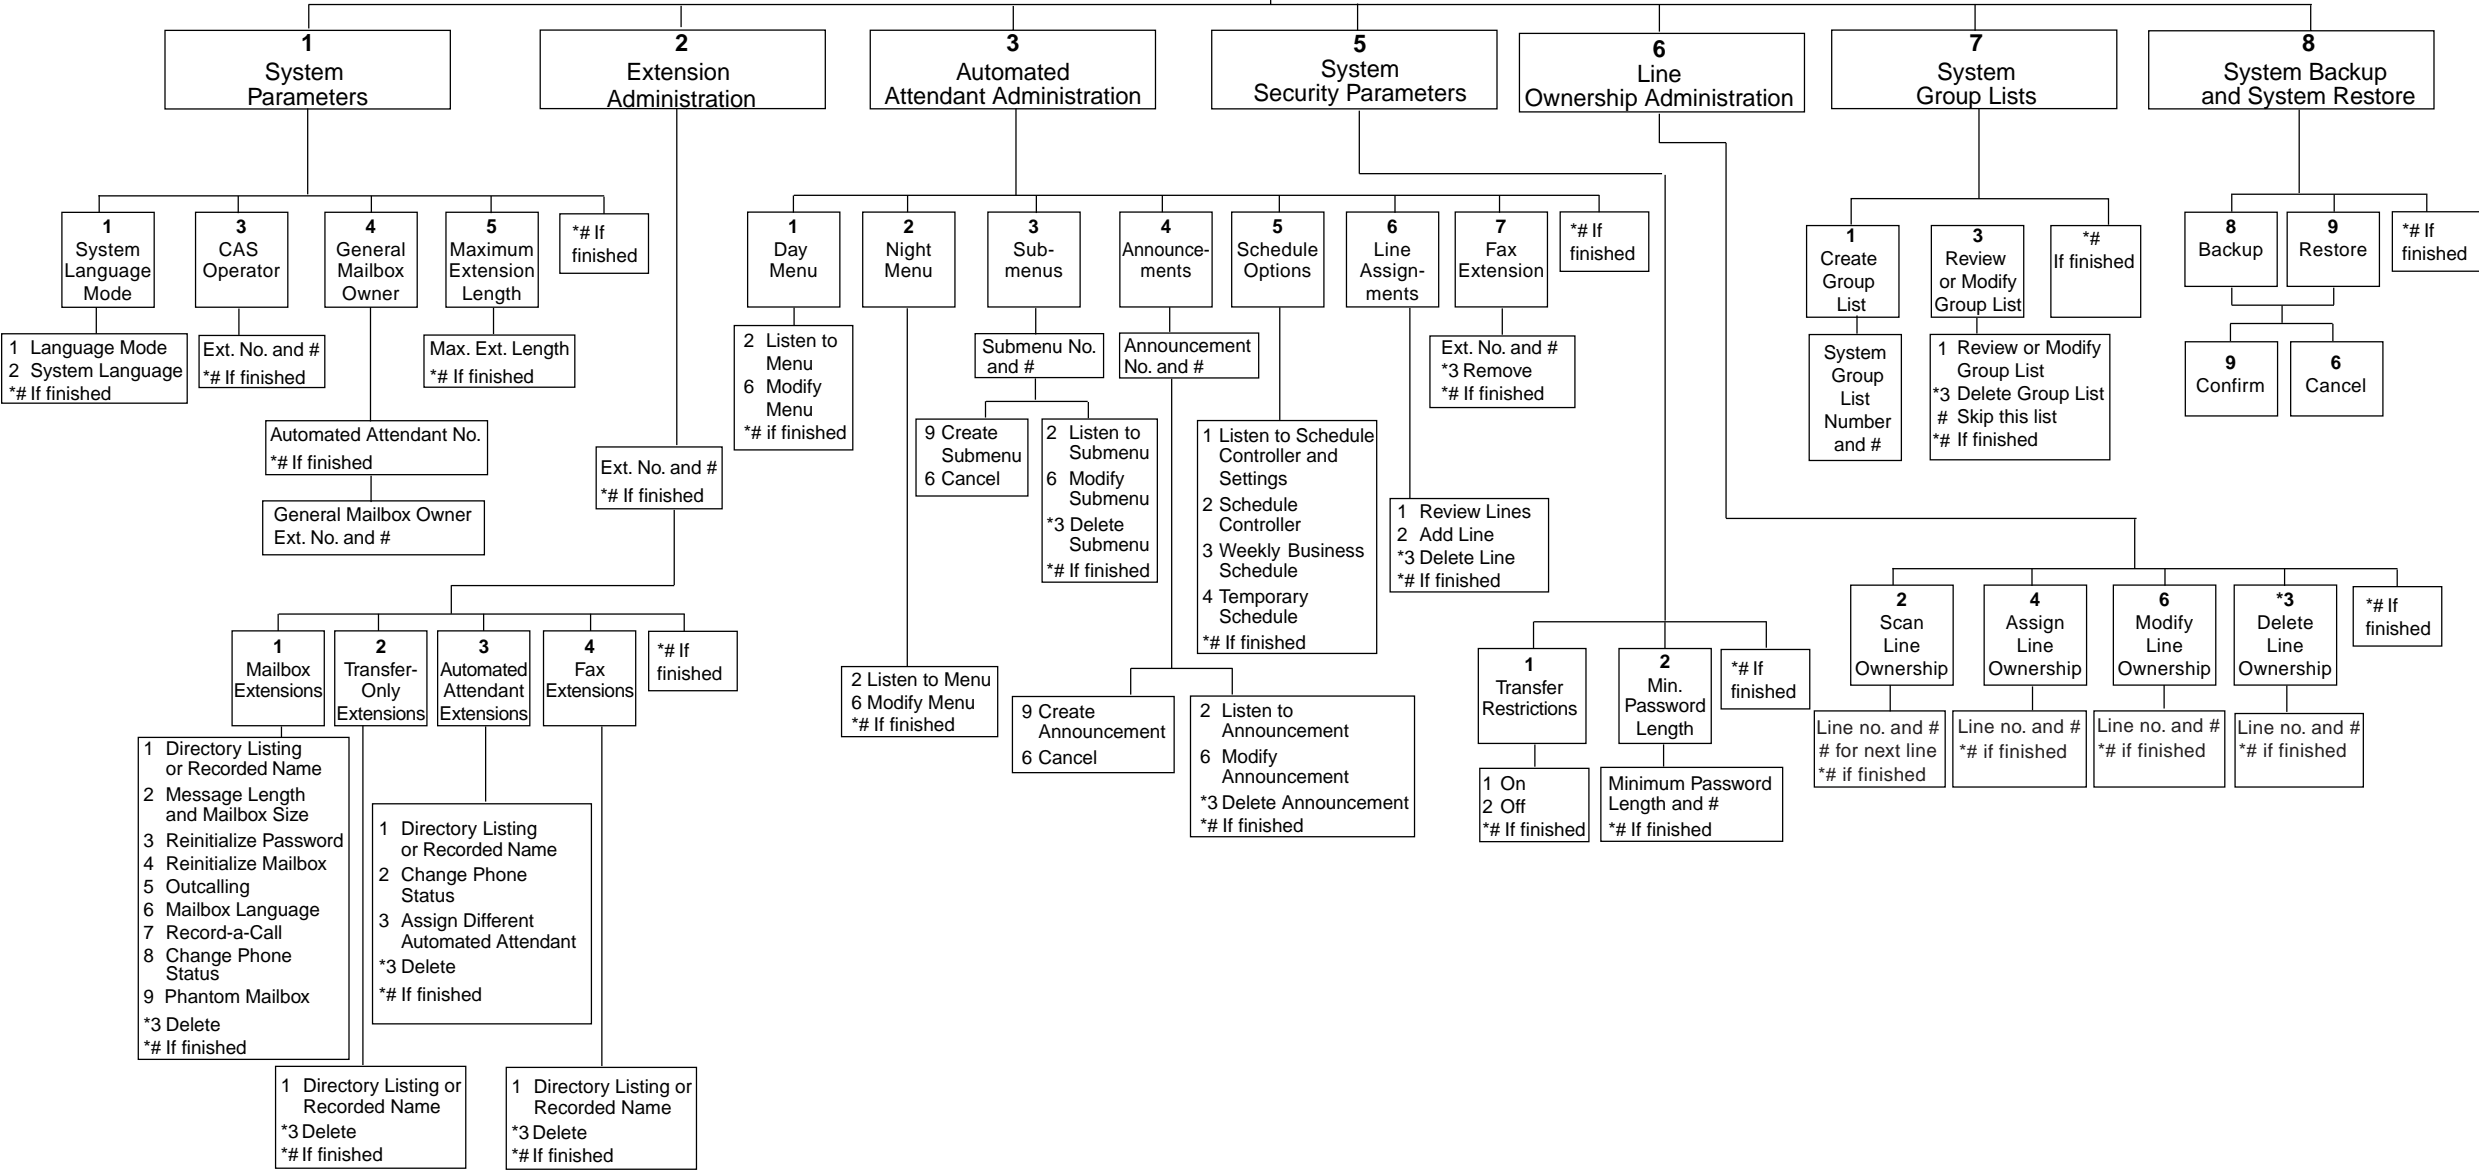 1
System
Parameters
2
Extension
Administration
3
Automated
Attendant Administration
5
System
Security Parameters
6
Line
Ownership Administration
7
System
Group Lists
8
System Backup
and System Restore
1
System
Language
Mode
3
CAS
Operator
4
General
Mailbox
Owner
5
Maximum
Extension
Length
*# If
finished
1 Language Mode
2 System Language
*# If finished
Ext. No. and #
*# If finished
Max. Ext. Length
*# If finished
Automated Attendant No.
*# If finished
General Mailbox Owner
Ext. No. and #
Ext. No. and #
*# If finished
1
Mailbox
Extensions
2
Transfer-
Only
Extensions
3
Automated
Attendant
Extensions
4
Fax
Extensions
*# If
finished
1 Directory Listing
or Recorded Name
2 Message Length
and Mailbox Size
3 Reinitialize Password
4 Reinitialize Mailbox
5 Outcalling
6 Mailbox Language
7 Record-a-Call
8 Change Phone
Status
9 Phantom Mailbox
*3 Delete
*# If finished
1 Directory Listing or
Recorded Name
*3 Delete
*# If finished
1 Directory Listing
or Recorded Name
2 Change Phone
Status
3 Assign Different
Automated Attendant
*3 Delete
*# If finished
1 Directory Listing or
Recorded Name
*3 Delete
*# If finished
1
Day
Menu
2
Night
Menu
3
Sub-
menus
4
Announce-
ments
5
Schedule
Options
6
Line
Assign-
ments
7
Fax
Extension
*# If
finished
2 Listen to
Menu
6 Modify
Menu
*# if finished
2 Listen to Menu
6 Modify Menu
*# If finished
Submenu No.
and #
9 Create
Submenu
6 Cancel
2 Listen to
Submenu
6 Modify
Submenu
*3 Delete
Submenu
*# If finished
Announcement
No. and #
9 Create
Announcement
6 Cancel
2 Listen to
Announcement
6 Modify
Announcement
*3 Delete Announcement
*# If finished
1 Listen to Schedule
Controller and
Settings
2 Schedule
Controller
3 Weekly Business
Schedule
4 Temporary
Schedule
*# If finished
1 Review Lines
2 Add Line
*3 Delete Line
*# If finished
Ext. No. and #
*3 Remove
*# If finished
1
Transfer
Restrictions
2
Min.
Password
Length
*# If
finished
1 On
2 Off
*# If finished
Minimum Password
Length and #
*# If finished
2
Scan
Line
Ownership
4
Assign
Line
Ownership
6
Modify
Line
Ownership
*3
Delete
Line
Ownership
*# If
finished
Line no. and #
# for next line
*# if finished
Line no. and #
*# if finished
Line no. and #
*# if finished
Line no. and #
*# if finished
1
Create
Group
List
3
Review
or Modify
Group List
*#
If finished
System
Group
List
Number
and #
1 Review or Modify
Group List
*3 Delete Group List
# Skip this list
*# If finished
8
Backup
9
Restore
*# If
finished
9
Confirm
6
Cancel